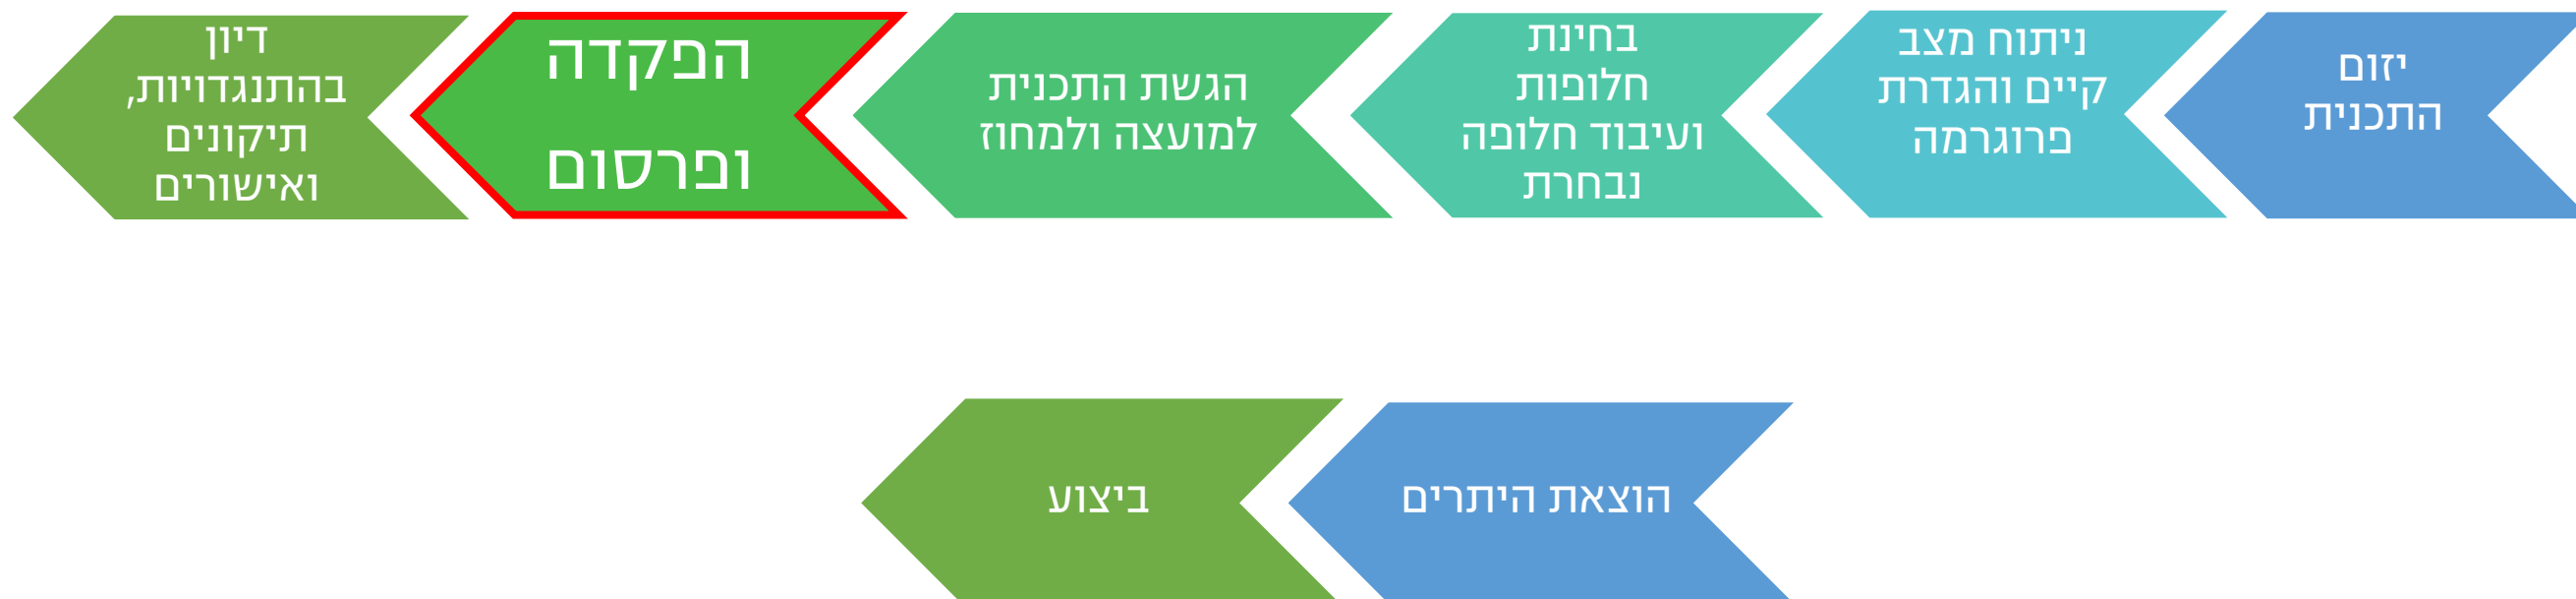 יזום
התכנית
ניתוח מצב
קיים והגדרת
פרוגרמה
בחינת
חלופות
ועיבוד חלופה
נבחרת
הגשת התכנית
למועצה ולמחוז
הפקדה
ופרסום
דיון
בהתנגדויות,
תיקונים
ואישורים
הוצאת היתרים
ביצוע